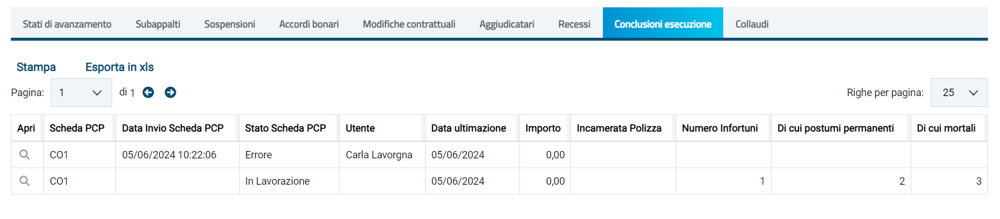 Stati di avanzamento Subappalti Sospensioni Accordi bonari Modifiche contrattuali Aggiudicatari Recessi Conclusioni esecuzione Collaudi
Stampa Esporta in xls
Pagina: 1 di 1 Righe per pagina: 25
Apri Scheda PCP Data Invio Scheda PCP Stato Scheda PCP Utente Data ultimazione Importo Incamerata Polizza Numero Infortuni Di cui postumi permanenti Di cui mortali
CO1 05/06/2024 10:22:06 Errore Carla Lavorgna 05/06/2024 0,00
CO1 In Lavorazione 05/06/2024 0,00 1 2 3